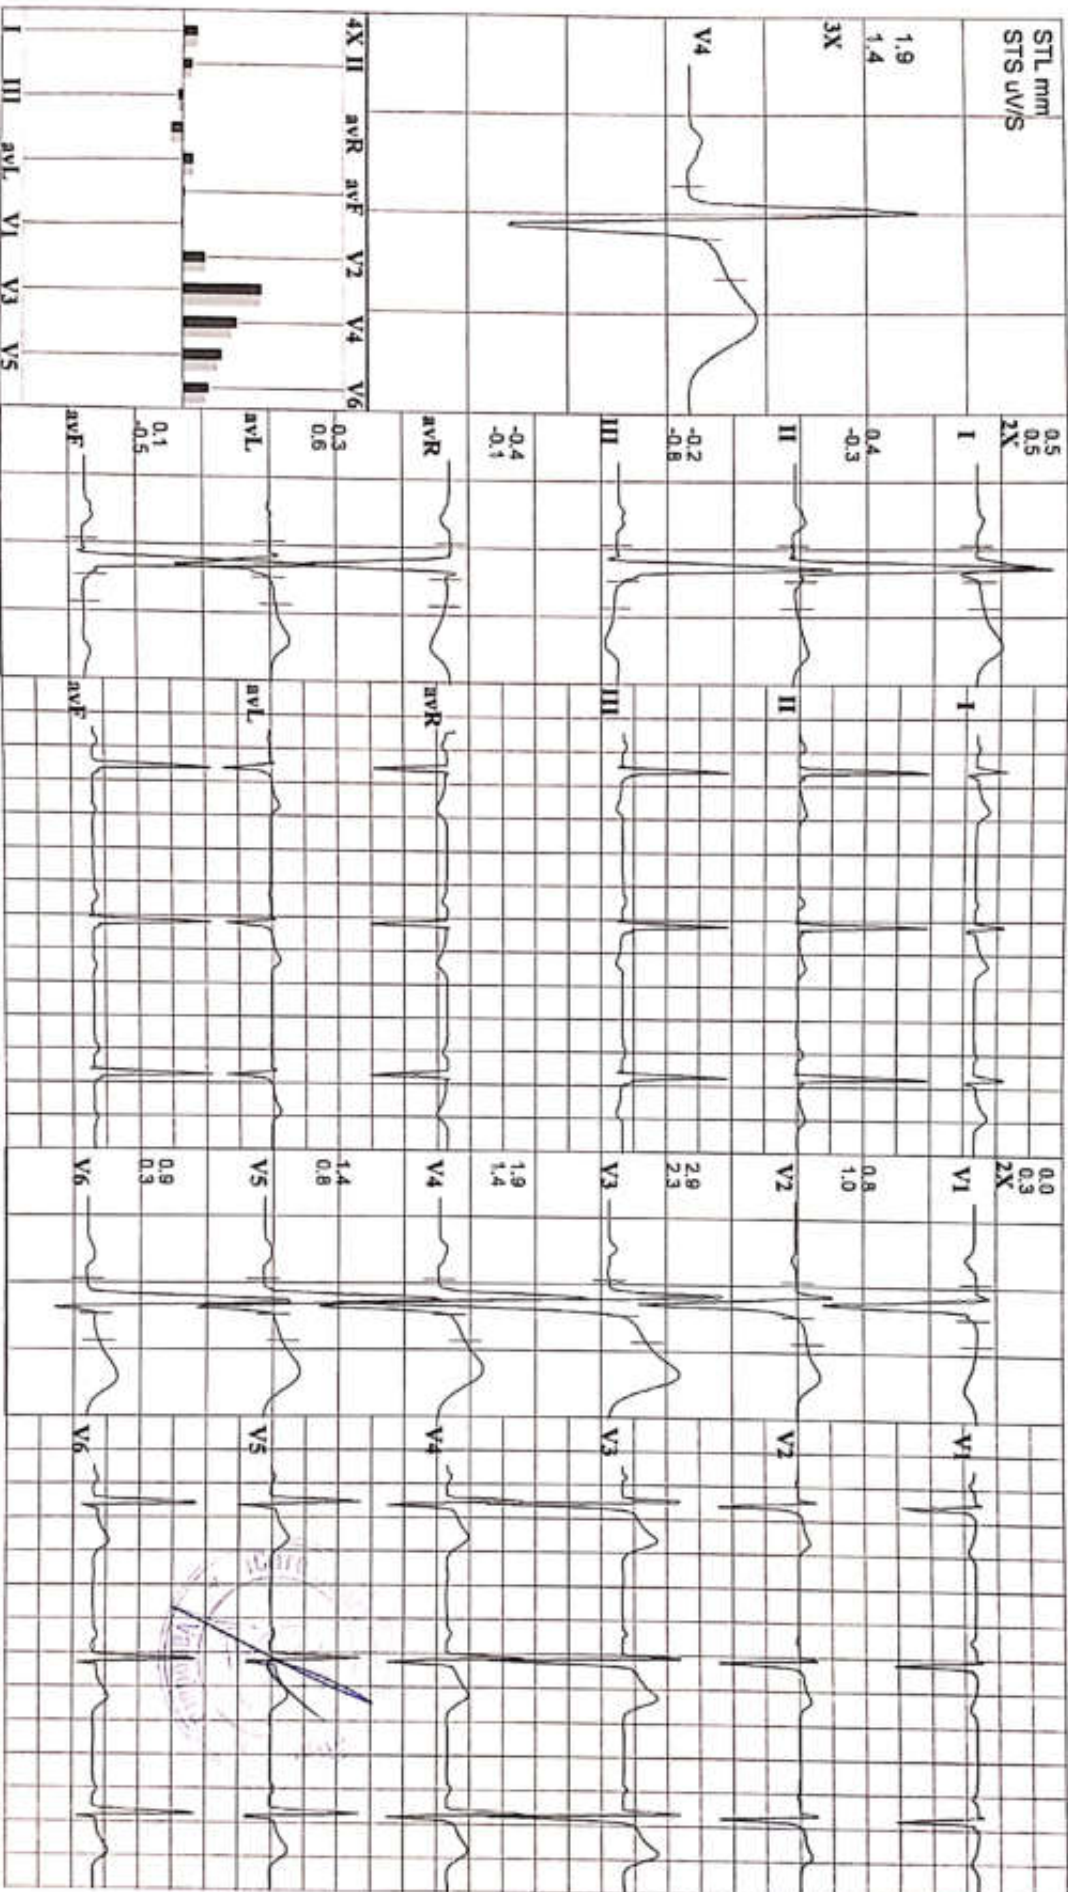 STL mm
STS uV/S
1.9
1.4
3X
V4
4X II avR avF V2 V4 V6
I III avL V1 V3 V5
0.5
0.5
2X
I
0.4
-0.3
II
-0.2
-0.8
III
-0.4
-0.1
avR
-0.3
0.6
avL
0.1
-0.5
avF
I
II
III
avR
avL
avF
0.0
0.3
2X
V1
0.8
1.0
V2
2.9
2.3
V3
1.9
1.4
V4
1.4
0.8
V5
0.9
0.3
V6
V1
V2
V3
V4
V5
V6